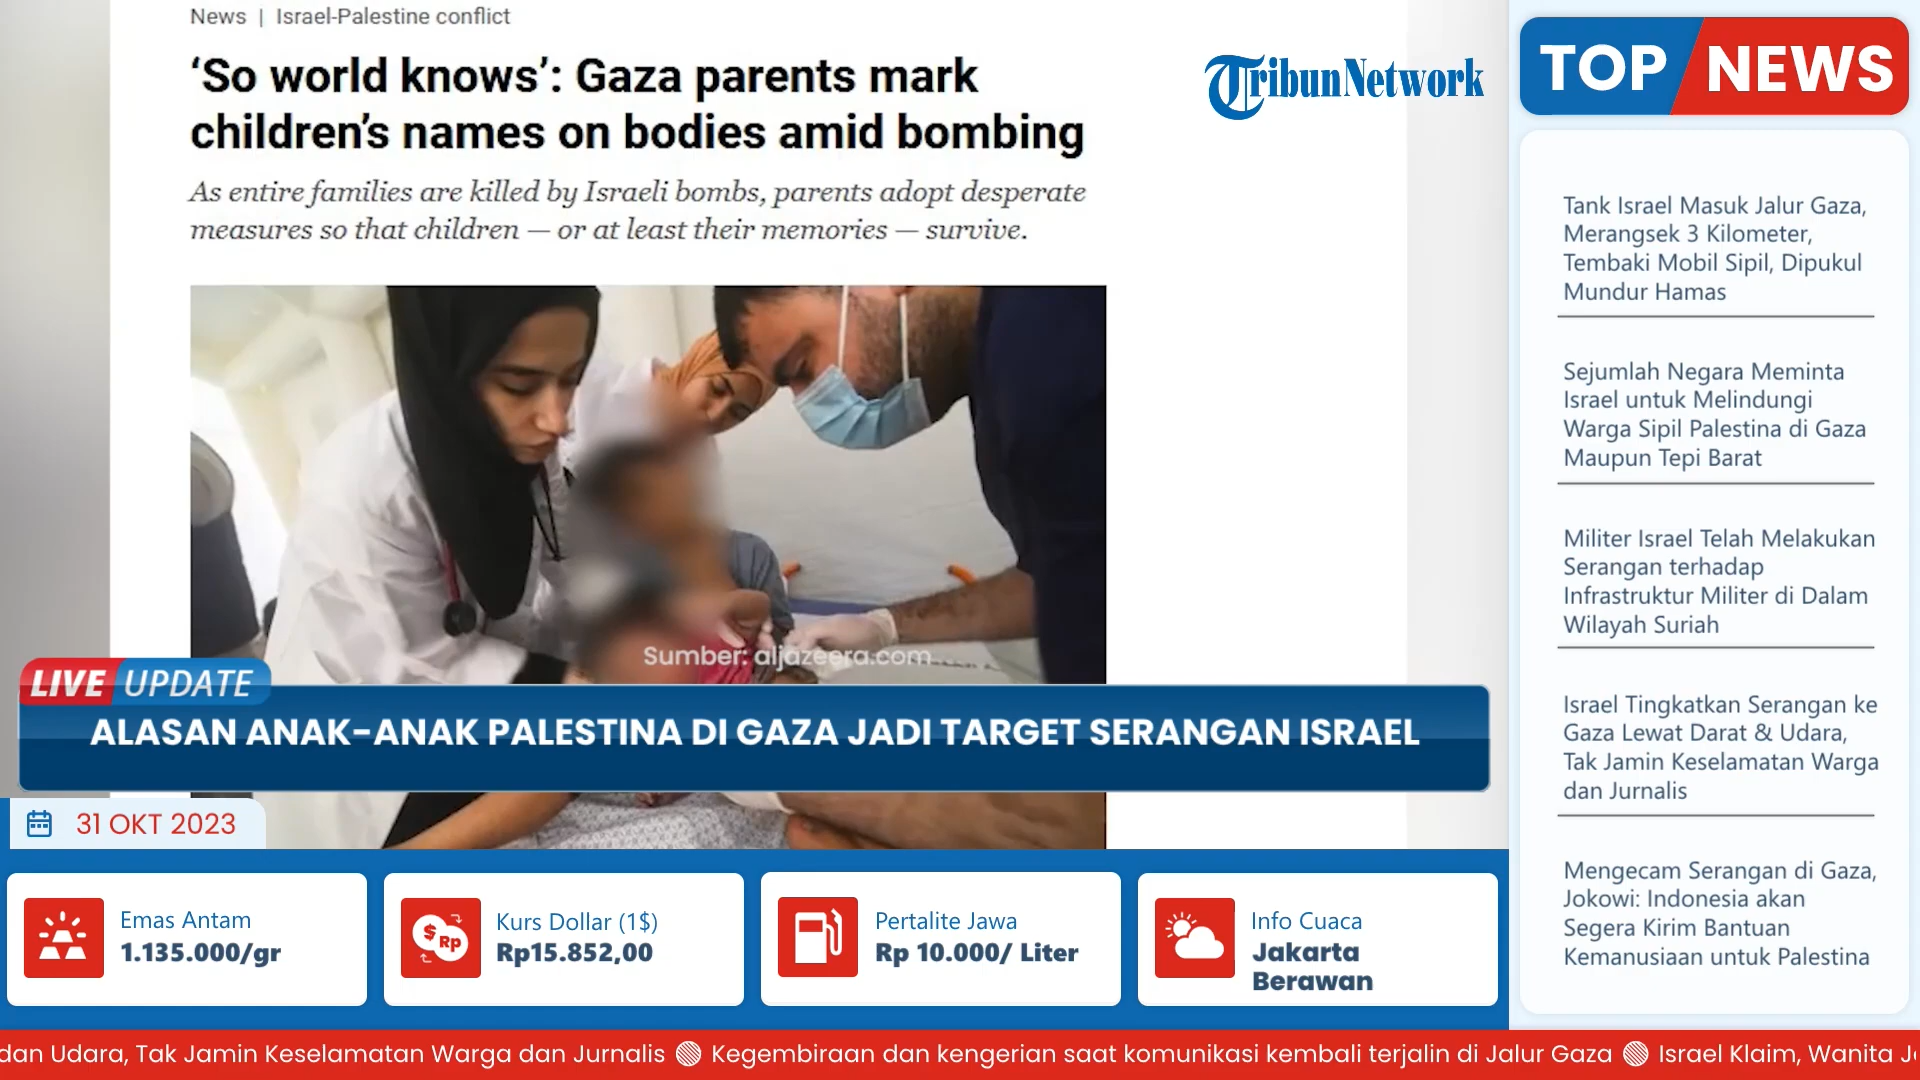 News | Israel-Palestine conflict
‘So world knows’: Gaza parents mark
children’s names on bodies amid bombing
As entire families are killed by Israeli bombs, parents adopt desperate
measures so that children — or at least their memories — survive.
TribunNetwork
Sumber: aljazeera.com
LIVE UPDATE
ALASAN ANAK-ANAK PALESTINA DI GAZA JADI TARGET SERANGAN ISRAEL
31 OKT 2023
Emas Antam
1.135.000/gr
$ Rp
Kurs Dollar (1$)
Rp15.852,00
Pertalite Jawa
Rp 10.000/ Liter
Info Cuaca
Jakarta
Berawan
TOP NEWS
Tank Israel Masuk Jalur Gaza,
Merangsek 3 Kilometer,
Tembaki Mobil Sipil, Dipukul
Mundur Hamas
Sejumlah Negara Meminta
Israel untuk Melindungi
Warga Sipil Palestina di Gaza
Maupun Tepi Barat
Militer Israel Telah Melakukan
Serangan terhadap
Infrastruktur Militer di Dalam
Wilayah Suriah
Israel Tingkatkan Serangan ke
Gaza Lewat Darat & Udara,
Tak Jamin Keselamatan Warga
dan Jurnalis
Mengecam Serangan di Gaza,
Jokowi: Indonesia akan
Segera Kirim Bantuan
Kemanusiaan untuk Palestina
dan Udara, Tak Jamin Keselamatan Warga dan Jurnalis Kegembiraan dan kengerian saat komunikasi kembali terjalin di Jalur Gaza Israel Klaim, Wanita